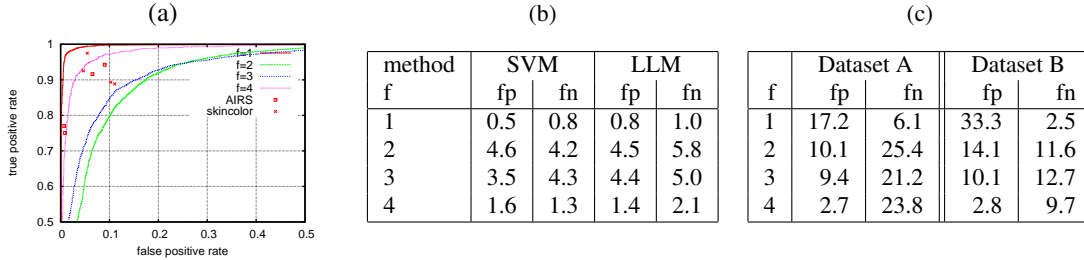 (a)
1
0.9
0.8
0.7
0.6
0.5
true positive rate
0 0.1 0.2 0.3 0.4 0.5
false positive rate
f=1
f=2
f=3
f=4
AIRS
skincolor
(b)
method SVM LLM
f fp fn fp fn
1 0.5 0.8 0.8 1.0
2 4.6 4.2 4.5 5.8
3 3.5 4.3 4.4 5.0
4 1.6 1.3 1.4 2.1
(c)
Dataset A Dataset B
f fp fn fp fn
1 17.2 6.1 33.3 2.5
2 10.1 25.4 14.1 11.6
3 9.4 21.2 10.1 12.7
4 2.7 23.8 2.8 9.7